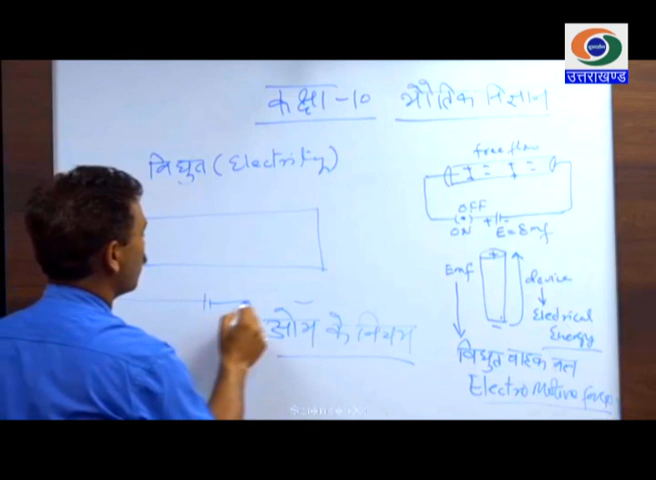 उत्तराखण्ड
कक्षा -१० भौतिक विज्ञान
विद्युत (Electricity)
free flow
OFF
ON
E = Emf
Emf
device
Electrical
Energy
ओम के नियम
विद्युत वाहक बल
Electro Motive force